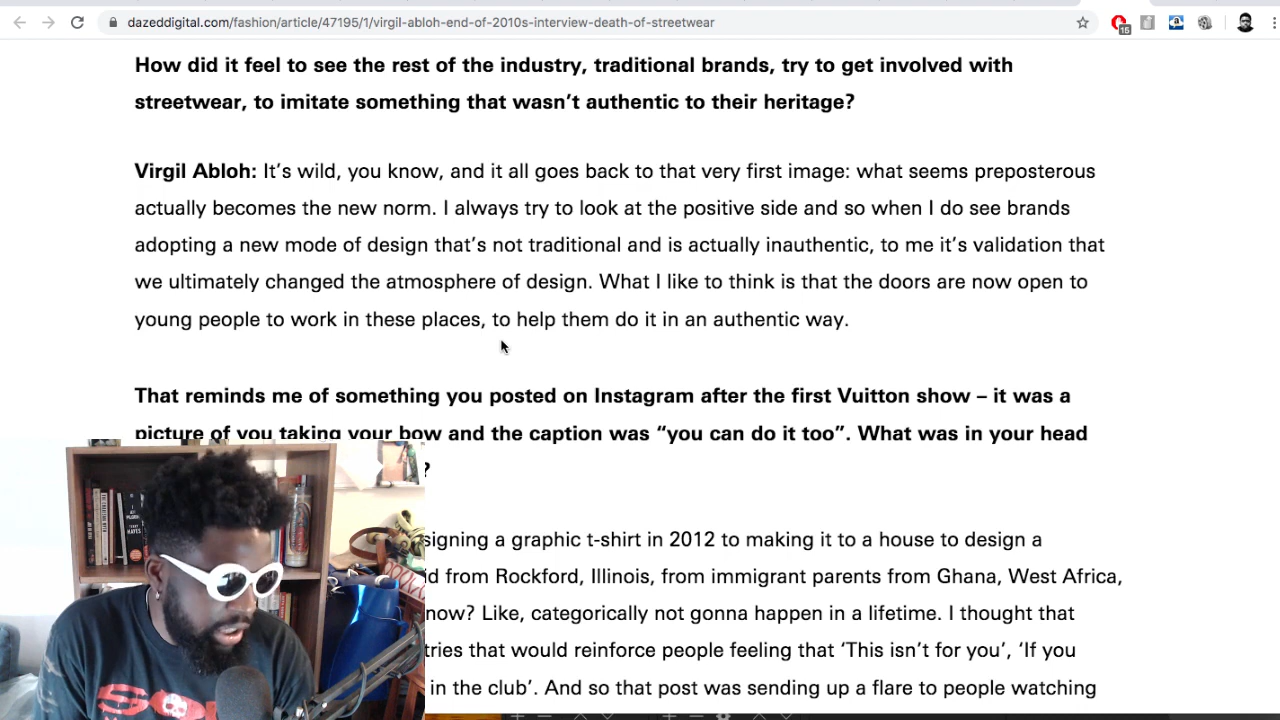 dazeddigital.com/fashion/article/47195/1/virgil-abloh-end-of-2010s-interview-death-of-streetwear
15
How did it feel to see the rest of the industry, traditional brands, try to get involved with
streetwear, to imitate something that wasn't authentic to their heritage?
Virgil Abloh: It's wild, you know, and it all goes back to that very first image: what seems preposterous
actually becomes the new norm. I always try to look at the positive side and so when I do see brands
adopting a new mode of design that's not traditional and is actually inauthentic, to me it's validation that
we ultimately changed the atmosphere of design. What I like to think is that the doors are now open to
young people to work in these places, to help them do it in an authentic way.
That reminds me of something you posted on Instagram after the first Vuitton show – it was a
picture of you taking your bow and the caption was “you can do it too”. What was in your head
?
signing a graphic t-shirt in 2012 to making it to a house to design a
d from Rockford, Illinois, from immigrant parents from Ghana, West Africa,
now? Like, categorically not gonna happen in a lifetime. I thought that
tries that would reinforce people feeling that ‘This isn't for you’, ‘If you
in the club’. And so that post was sending up a flare to people watching